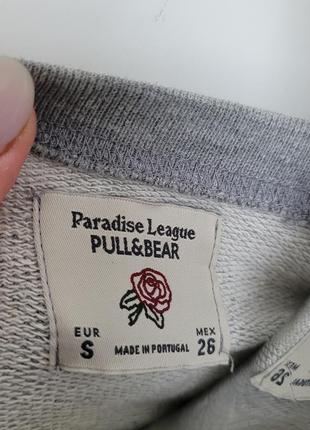 Paradise League
PULL&BEAR
EUR
S
MEX
26
MADE IN PORTUGAL